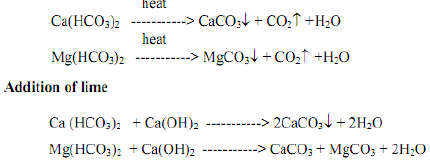 heat
Ca(HCO₃)₂ -----------> CaCO₃↓ + CO₂↑ +H₂O
heat
Mg(HCO₃)₂ -----------> MgCO₃↓ + CO₂↑ +H₂O
Addition of lime
Ca (HCO₃)₂ + Ca(OH)₂ -----------> 2CaCO₃↓ + 2H₂O
Mg(HCO₃)₂ + Ca(OH)₂ -----------> CaCO₃ + MgCO₃ + 2H₂O